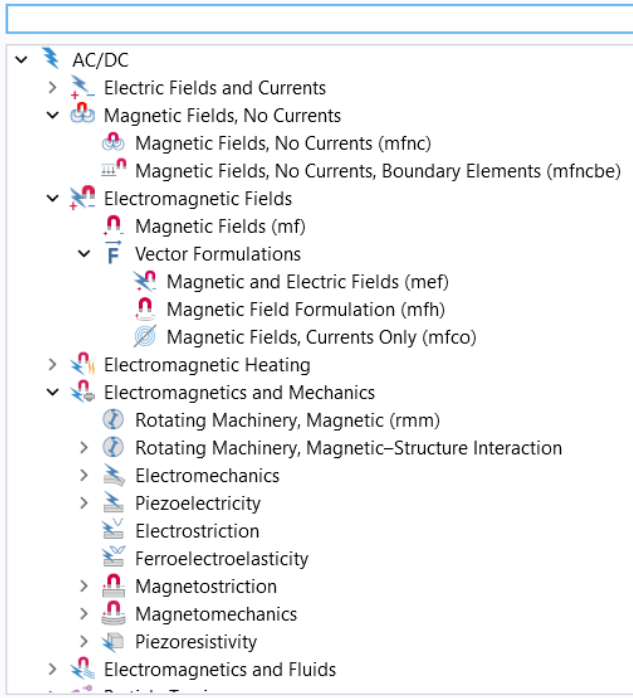 AC/DC
Electric Fields and Currents
Magnetic Fields, No Currents
Magnetic Fields, No Currents (mfnc)
Magnetic Fields, No Currents, Boundary Elements (mfncbe)
Electromagnetic Fields
Magnetic Fields (mf)
Vector Formulations
Magnetic and Electric Fields (mef)
Magnetic Field Formulation (mfh)
Magnetic Fields, Currents Only (mfco)
Electromagnetic Heating
Electromagnetics and Mechanics
Rotating Machinery, Magnetic (rmm)
Rotating Machinery, Magnetic–Structure Interaction
Electromechanics
Piezoelectricity
Electrostriction
Ferroelectroelasticity
Magnetostriction
Magnetomechanics
Piezoresistivity
Electromagnetics and Fluids